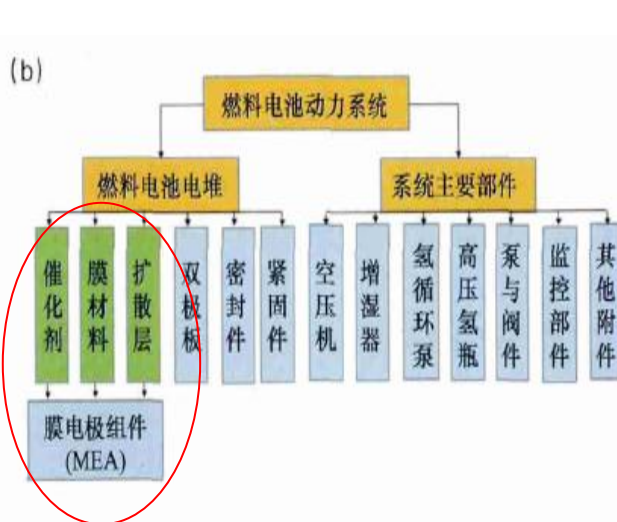 (b)
燃料电池动力系统
燃料电池电堆
系统主要部件
催化剂
膜材料
扩散层
双极板
密封件
紧固件
空压机
增湿器
氢循环泵
高压氢瓶
泵与阀件
监控部件
其他附件
膜电极组件
(MEA)